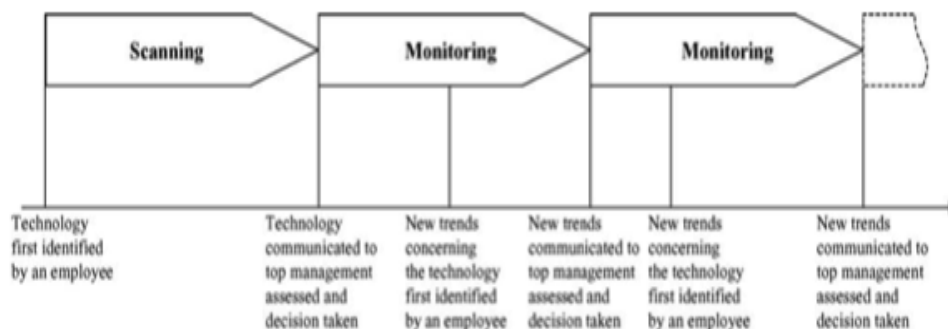 Scanning
Monitoring
Monitoring
Technology
first identified
by an employee
Technology
communicated to
top management
assessed and
decision taken
New trends
concerning
the technology
first identified
by an employee
New trends
communicated to
top management
assessed and
decision taken
New trends
concerning
the technology
first identified
by an employee
New trends
communicated to
top management
assessed and
decision taken